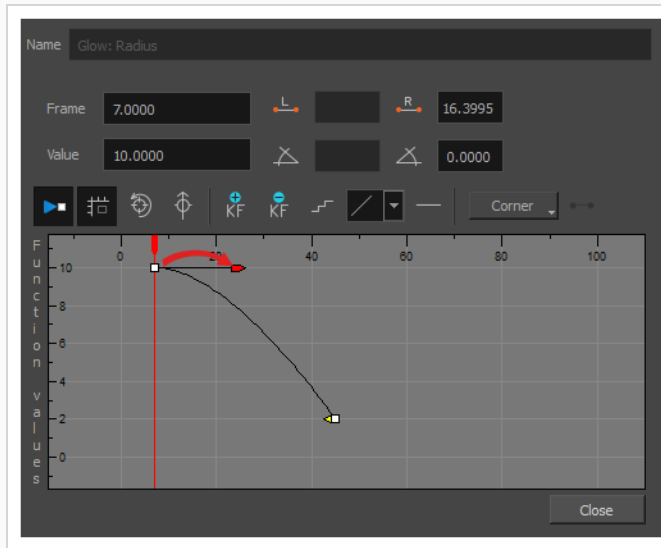 Name Glow: Radius
Frame 7.0000 L R 16.3995
Value 10.0000 0.0000
KF KF Corner
Function values
0 20 40 60 80 100
10
8
6
4
2
0
Close